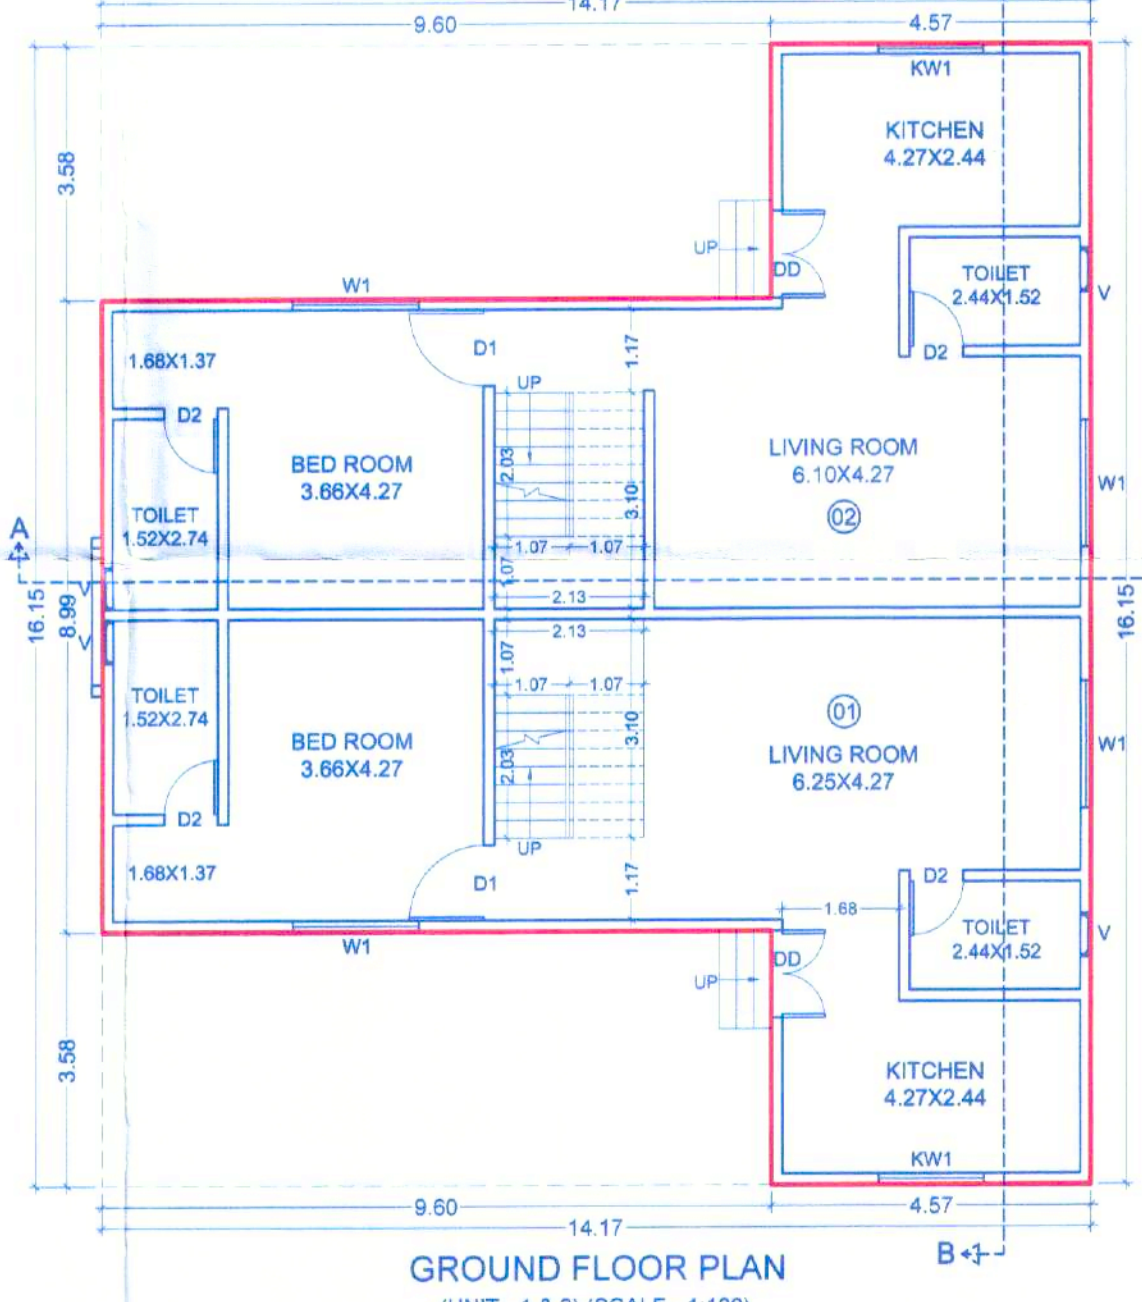 14.17
9.60
4.57
KW1
KITCHEN
4.27X2.44
3.58
UP
DD
TOILET
2.44X1.52
V
W1
D2
1.17
D1
1.68X1.37
UP
D2
BED ROOM
3.66X4.27
2.03
3.10
LIVING ROOM
6.10X4.27
02
W1
TOILET
1.52X2.74
A
1.07
1.07
1.07
V
2.13
16.15
8.99
16.15
V
2.13
1.07
1.07
1.07
TOILET
1.52X2.74
01
BED ROOM
3.66X4.27
2.03
3.10
LIVING ROOM
6.25X4.27
W1
D2
UP
1.68X1.37
D1
1.17
D2
1.68
W1
TOILET
2.44X1.52
V
DD
UP
3.58
KITCHEN
4.27X2.44
KW1
9.60
4.57
14.17
B
GROUND FLOOR PLAN